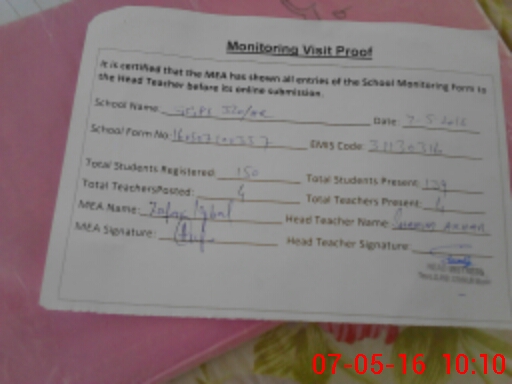 Monitoring Visit Proof
It is certified that the MEA has shown all entries of the School Monitoring Form to
the Head Teacher before its online submission.
School Name: Date: 7-5-2016
School Form No: EMIS Code:
Total Students Registered: 150 Total Students Present:
Total TeachersPosted: 4 Total Teachers Present: 4
MEA Name: Zafar Iqbal Head Teacher Name:
MEA Signature: Head Teacher Signature:
07-05-16 10:10